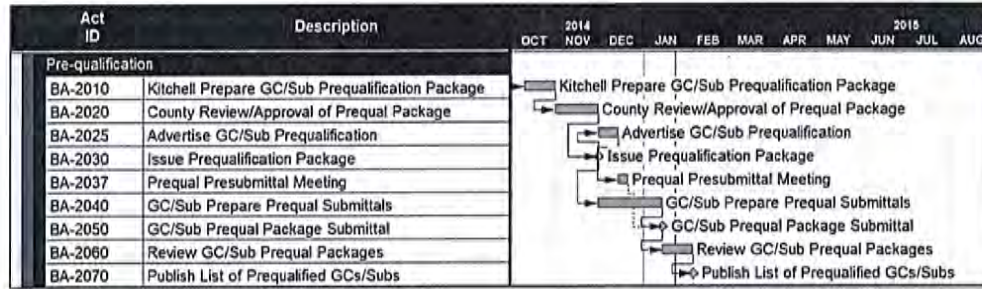 Act ID Description 2014 2015
OCT NOV DEC JAN FEB MAR APR MAY JUN JUL AUG
Pre-qualification
BA-2010 Kitchell Prepare GC/Sub Prequalification Package Kitchell Prepare GC/Sub Prequalification Package
BA-2020 County Review/Approval of Prequal Package County Review/Approval of Prequal Package
BA-2025 Advertise GC/Sub Prequalification Advertise GC/Sub Prequalification
BA-2030 Issue Prequalification Package Issue Prequalification Package
BA-2037 Prequal Presubmittal Meeting Prequal Presubmittal Meeting
BA-2040 GC/Sub Prepare Prequal Submittals GC/Sub Prepare Prequal Submittals
BA-2050 GC/Sub Prequal Package Submittal GC/Sub Prequal Package Submittal
BA-2060 Review GC/Sub Prequal Packages Review GC/Sub Prequal Packages
BA-2070 Publish List of Prequalified GCs/Subs Publish List of Prequalified GCs/Subs